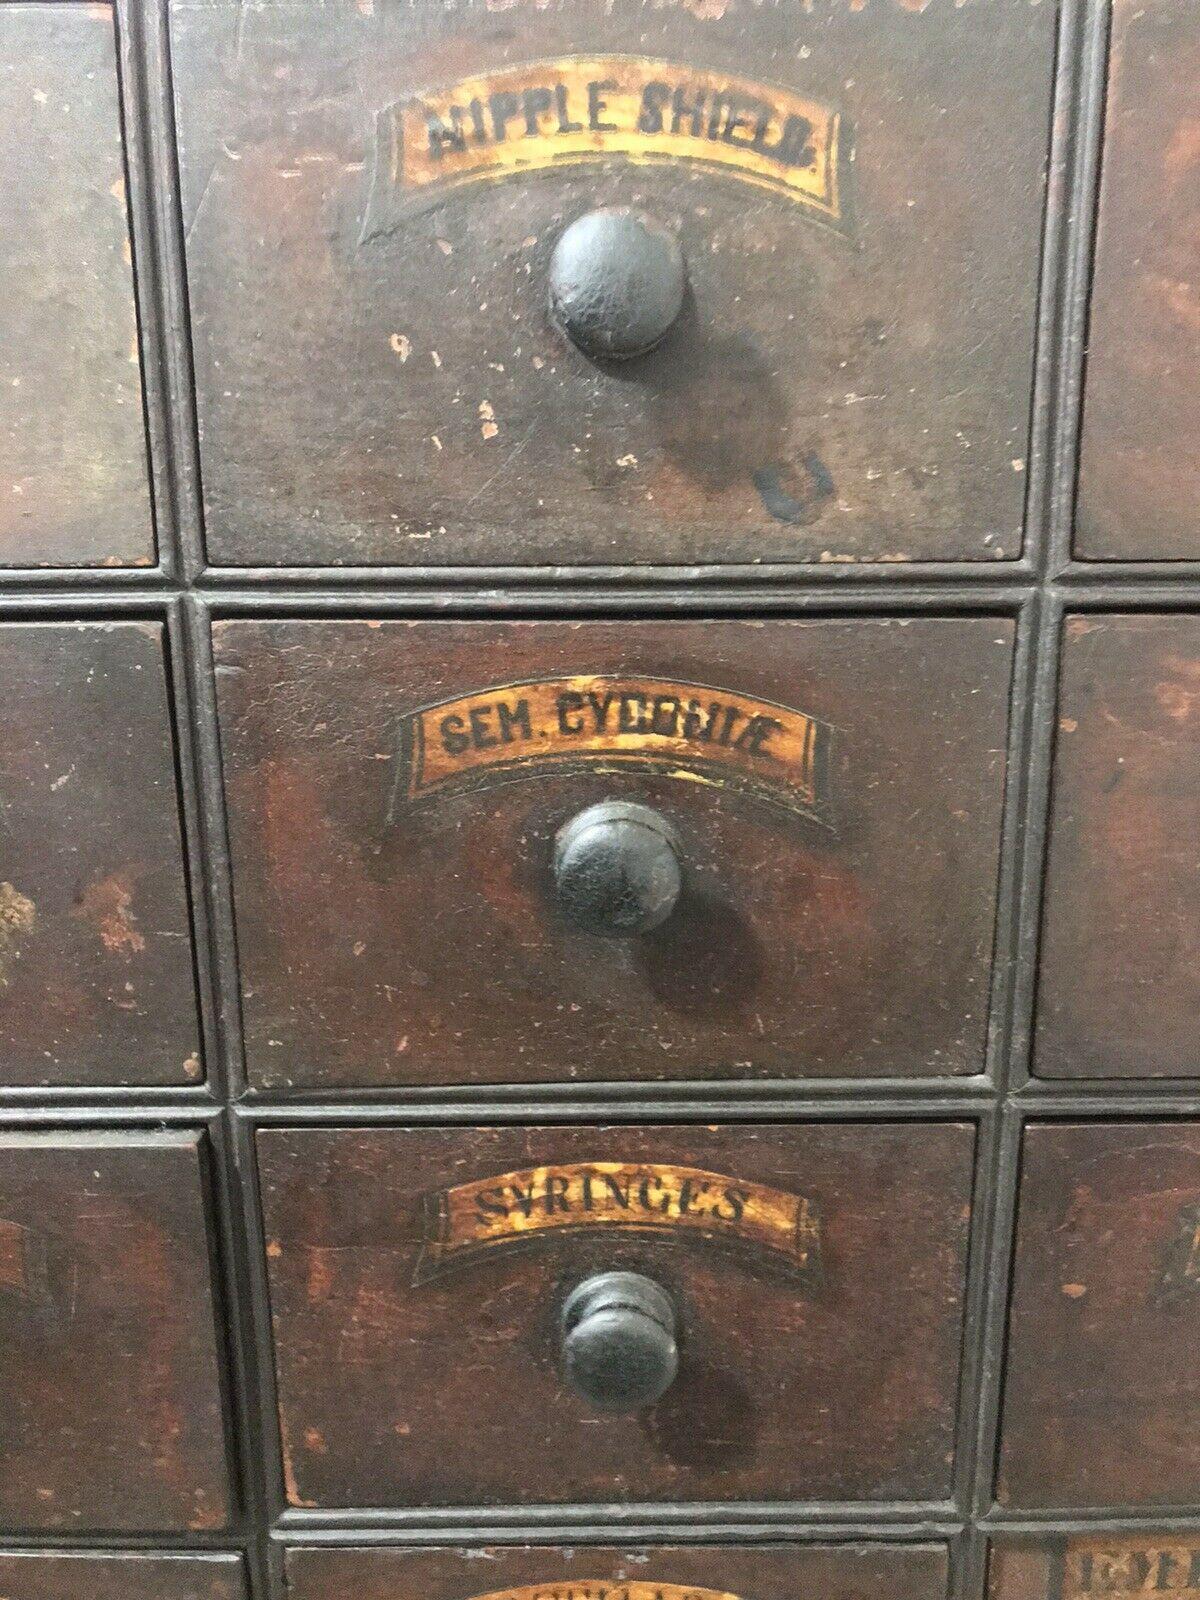 NIPPLE SHIELD.
SEM. CYDONIÆ
SYRINGES